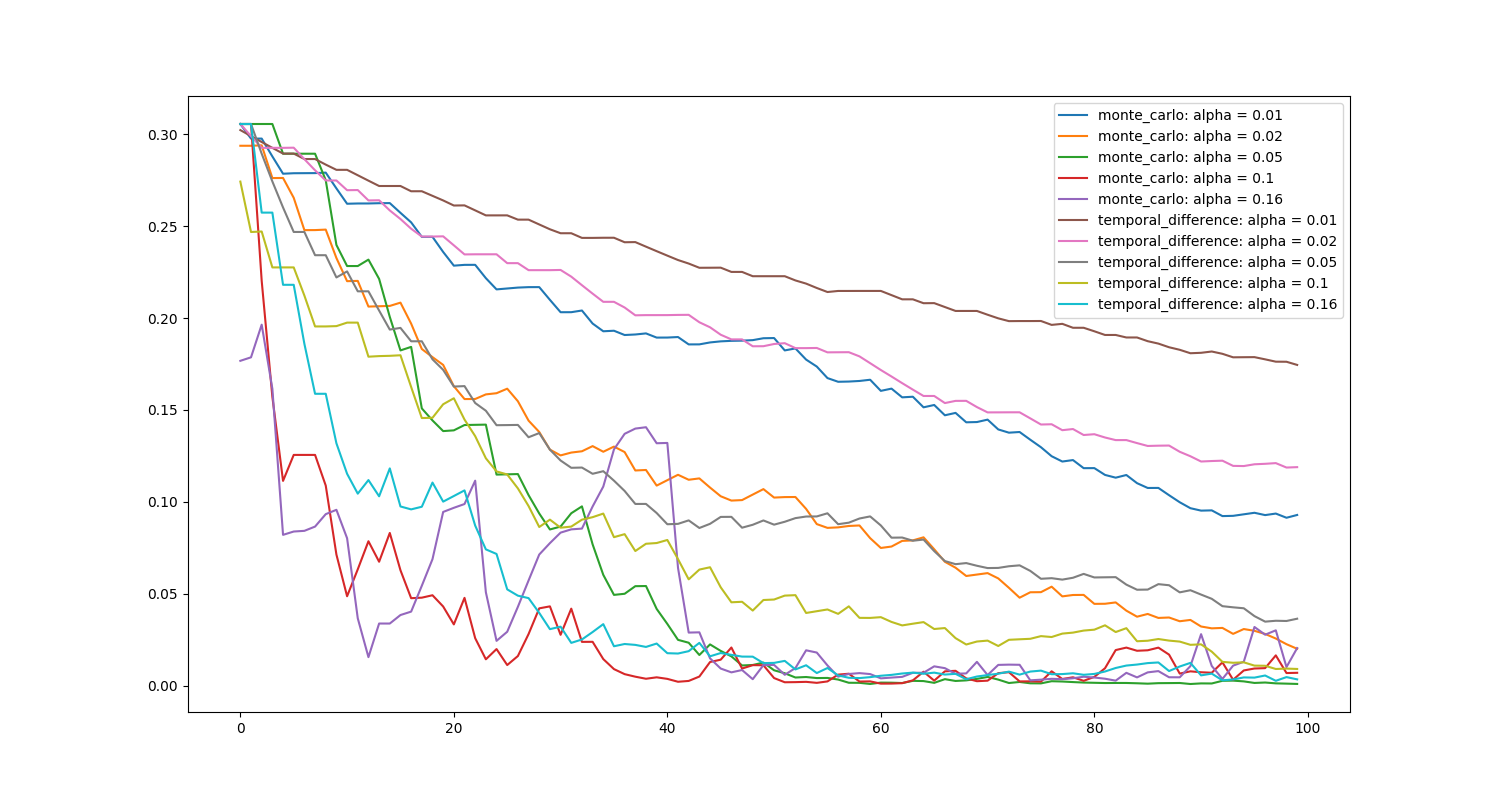 0.30
0.25
0.20
0.15
0.10
0.05
0.00
0
20
40
60
80
100
monte_carlo: alpha = 0.01
monte_carlo: alpha = 0.02
monte_carlo: alpha = 0.05
monte_carlo: alpha = 0.1
monte_carlo: alpha = 0.16
temporal_difference: alpha = 0.01
temporal_difference: alpha = 0.02
temporal_difference: alpha = 0.05
temporal_difference: alpha = 0.1
temporal_difference: alpha = 0.16